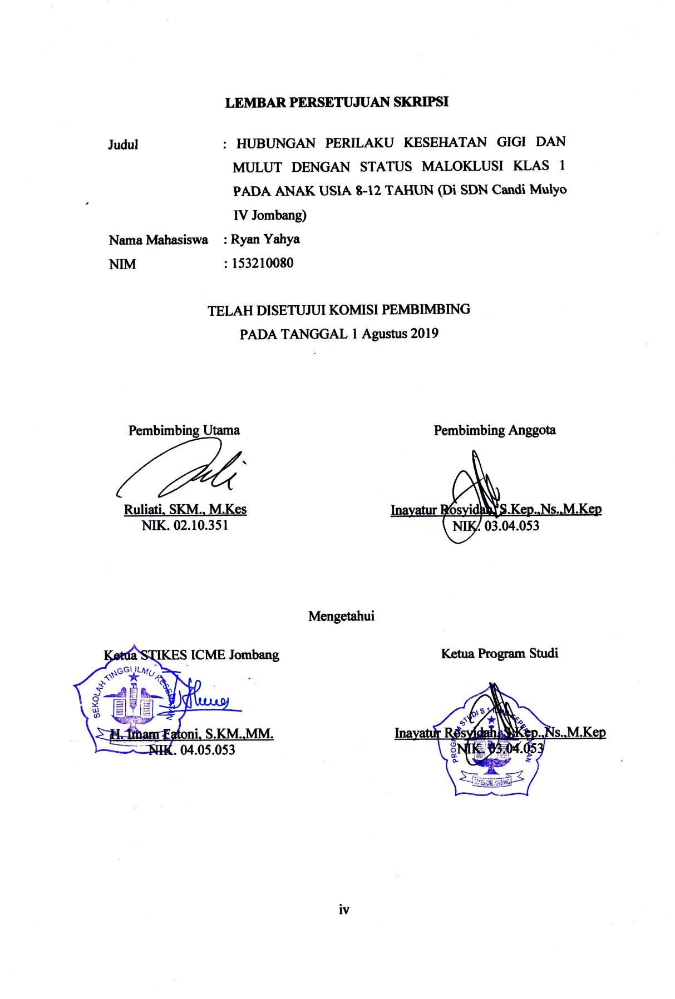 LEMBAR PERSETUJUAN SKRIPSI
Judul : HUBUNGAN PERILAKU KESEHATAN GIGI DAN
MULUT DENGAN STATUS MALOKLUSI KLAS 1
PADA ANAK USIA 8-12 TAHUN (Di SDN Candi Mulyo
IV Jombang)
Nama Mahasiswa : Ryan Yahya
NIM : 153210080
TELAH DISETUJUI KOMISI PEMBIMBING
PADA TANGGAL 1 Agustus 2019
Pembimbing Utama
Ruliati, SKM., M.Kes
NIK. 02.10.351
Pembimbing Anggota
Inayatur Rosyidah, S.Kep.,Ns.,M.Kep
NIK. 03.04.053
Mengetahui
Ketua STIKES ICME Jombang
SEKOLAH TINGGI ILMU KESEHATAN
H. Imam Fatoni, S.KM.,MM.
NIK. 04.05.053
Ketua Program Studi
PROGRAM STUDI S 1 ILMU KEPERAWATAN
Inayatur Rosyidah, S.Kep.,Ns.,M.Kep
NIK. 03.04.053
STIKES ICME JOMBANG
iv